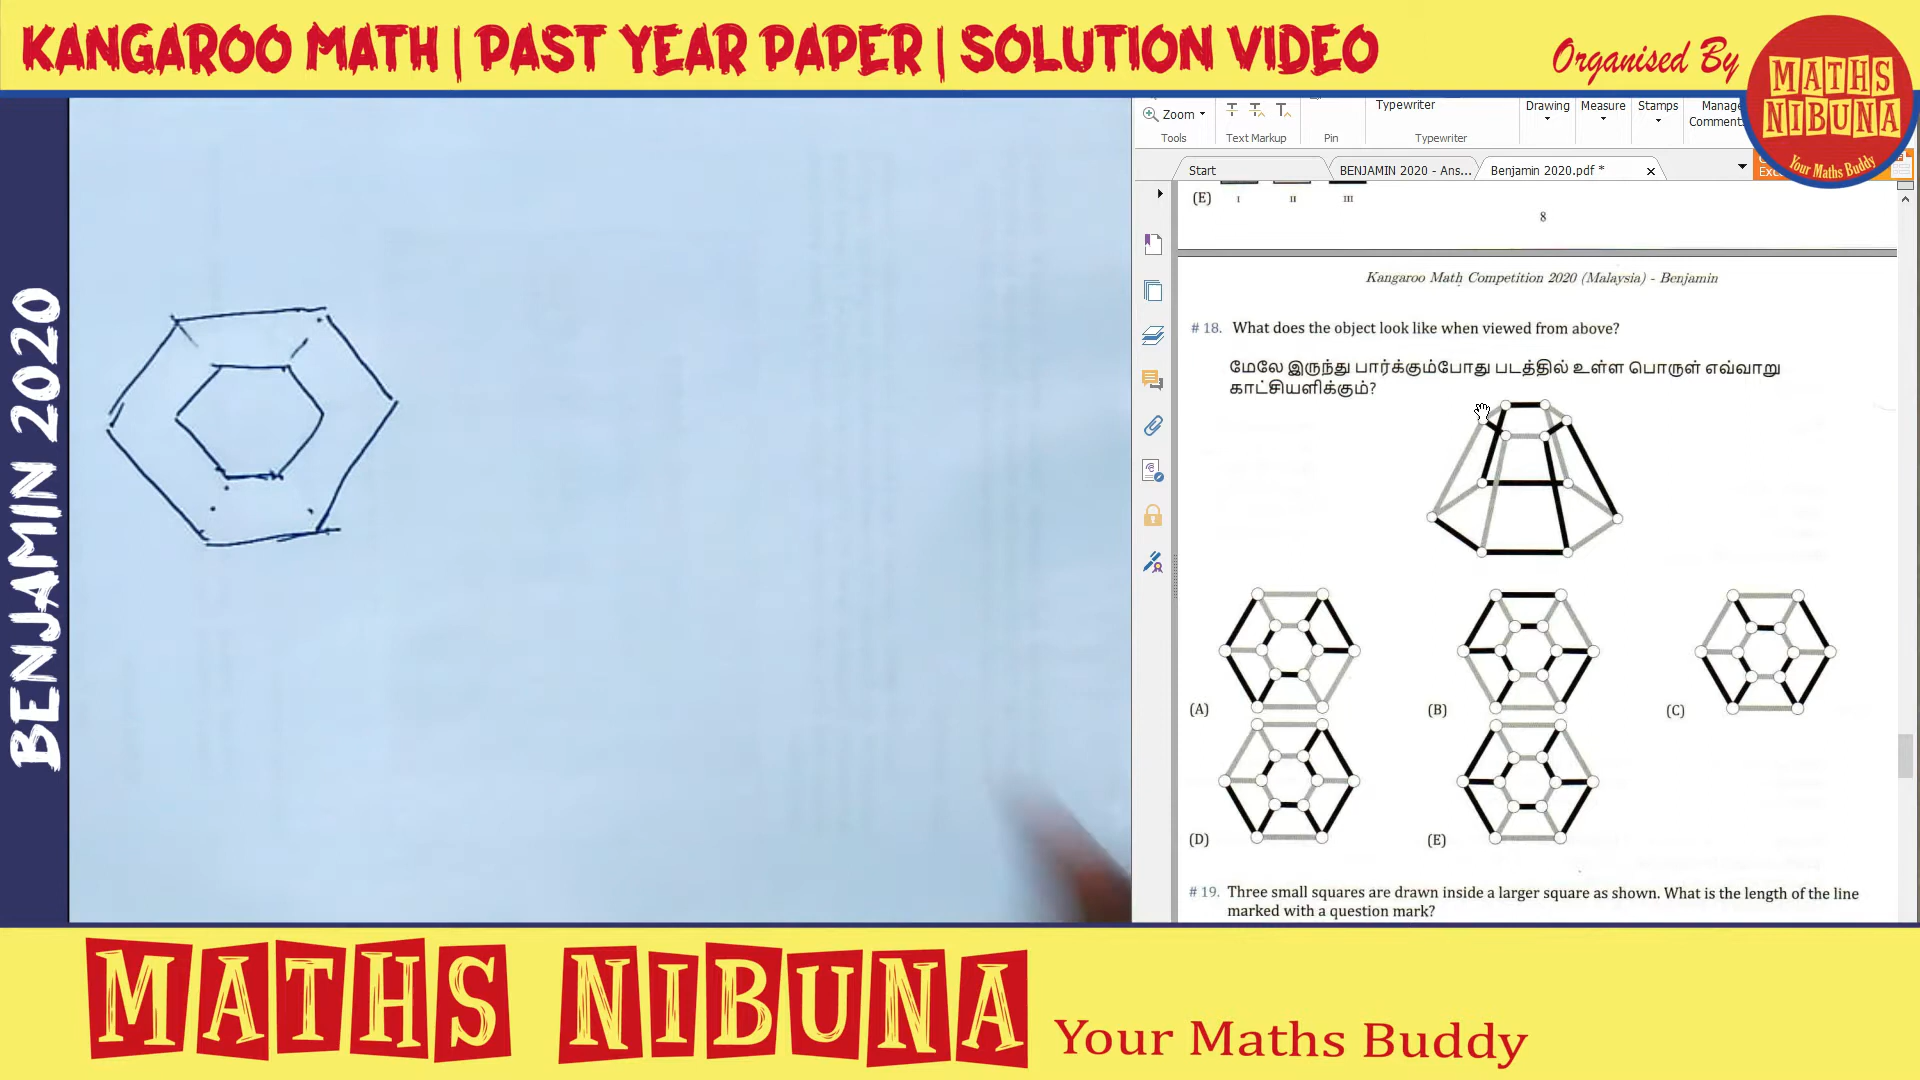 KANGAROO MATH | PAST YEAR PAPER | SOLUTION VIDEO
Organised By
MATHS
NIBUNA
Your Maths Buddy
BENJAMIN 2020
Zoom
Tools
Text Markup
Pin
Typewriter
Typewriter
Drawing
Measure
Stamps
Manage
Comment
Start
BENJAMIN 2020 - Ans...
Benjamin 2020.pdf *
(E)
I
II
III
8
Kangaroo Math Competition 2020 (Malaysia) - Benjamin
# 18. What does the object look like when viewed from above?
மேலே இருந்து பார்க்கும்போது படத்தில் உள்ள பொருள் எவ்வாறு
காட்சியளிக்கும்?
(A)
(B)
(C)
(D)
(E)
# 19. Three small squares are drawn inside a larger square as shown. What is the length of the line
marked with a question mark?
MATHS NIBUNA
Your Maths Buddy